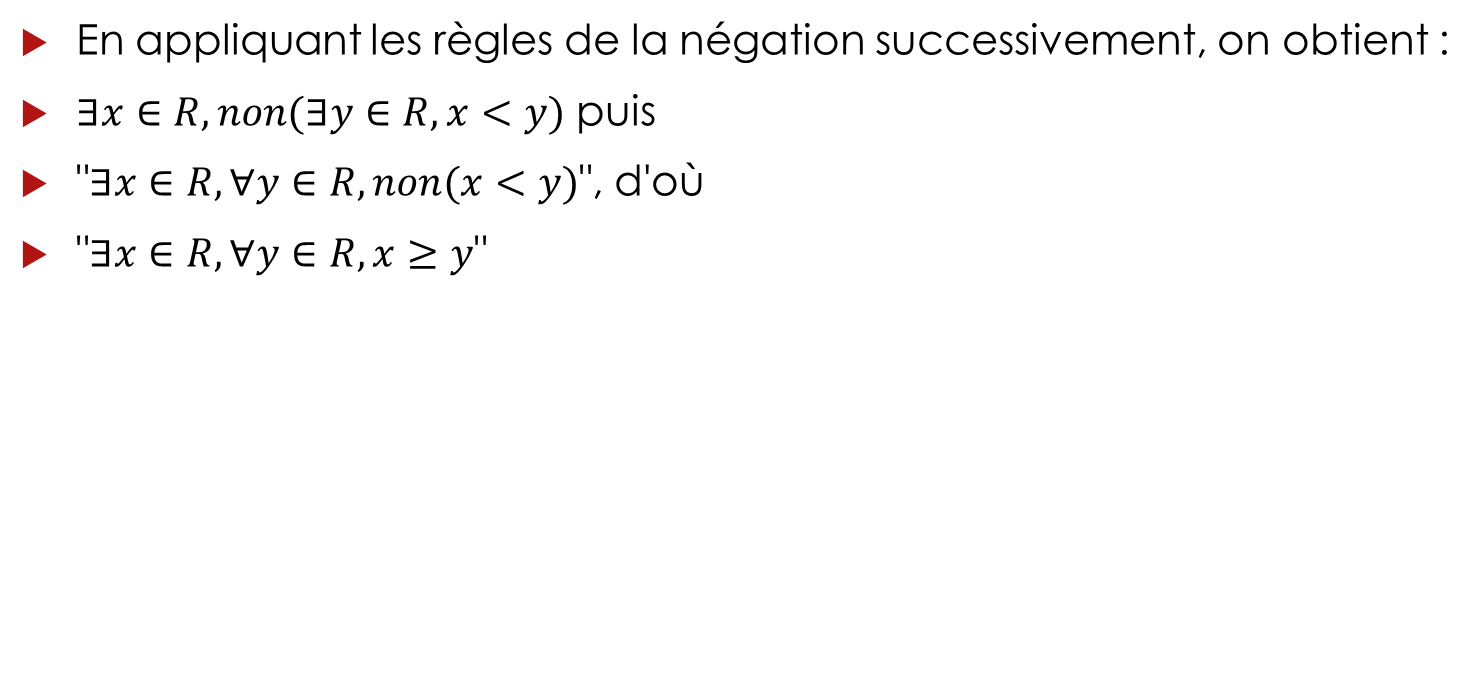 En appliquant les règles de la négation successivement, on obtient :
∃x ∈ R, non(∃y ∈ R, x < y) puis
"∃x ∈ R, ∀y ∈ R, non(x < y)", d'où
"∃x ∈ R, ∀y ∈ R, x ≥ y"